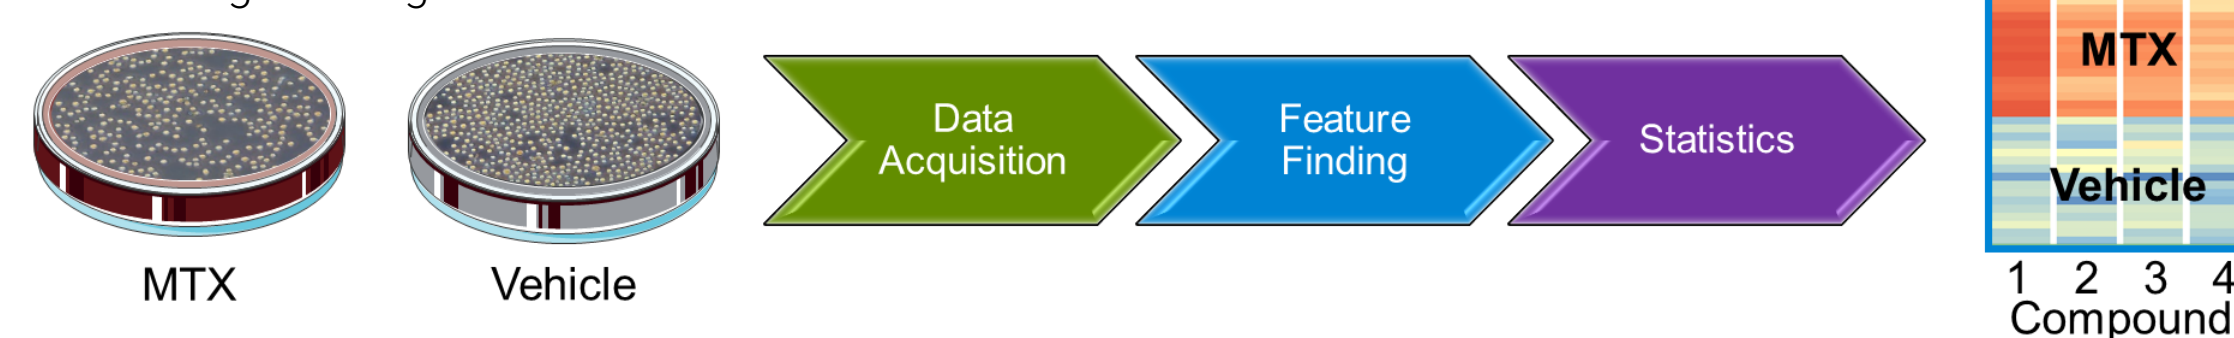 MTX
Vehicle
Data
Acquisition
Feature
Finding
Statistics
MTX
Vehicle
1 2 3 4
Compound